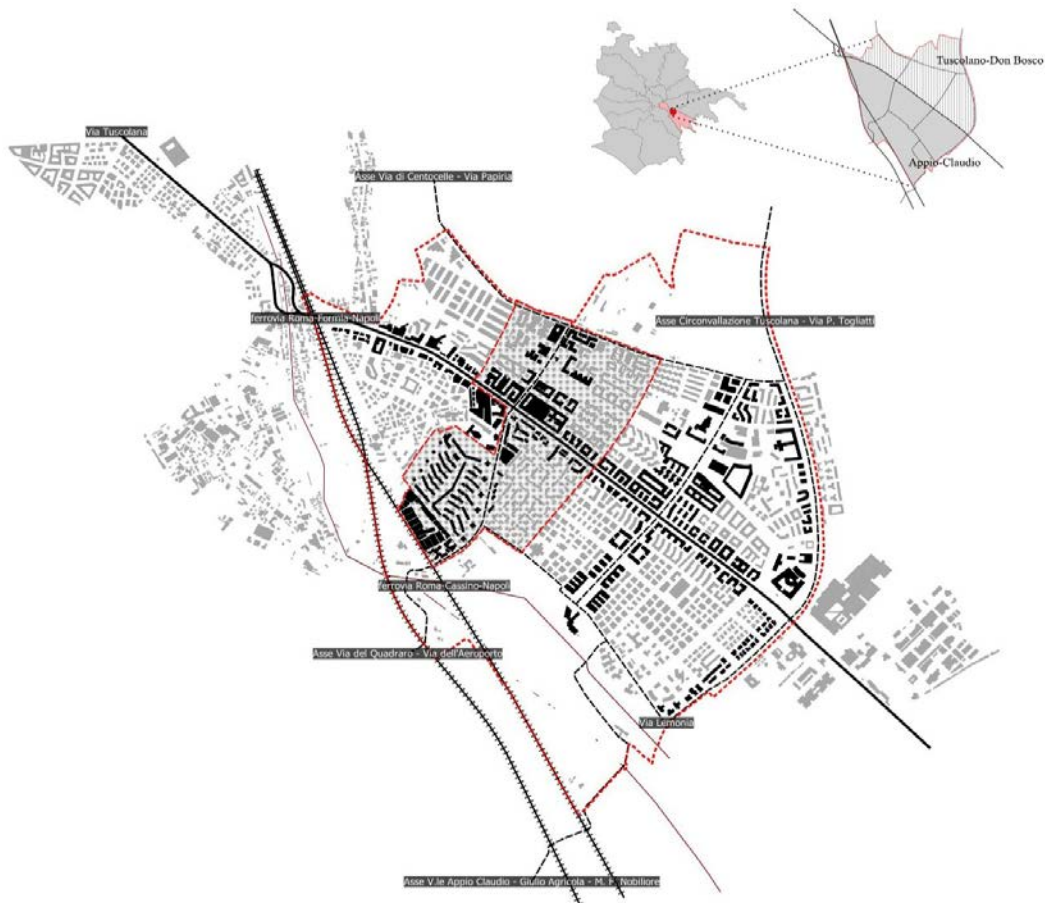 Tuscolano-Don Bosco
Via Tuscolana
Appio-Claudio
Asse Via di Centocelle - Via Papiria
ferrovia Roma-Formia-Napoli
Asse Circonvallazione Tuscolana - Via P. Togliatti
ferrovia Roma-Cassino-Napoli
Asse Via del Quadraro - Via dell'Aeroporto
Via Lemonia
Asse V.le Appio Claudio - Giulio Agricola - M. F. Nobiliore